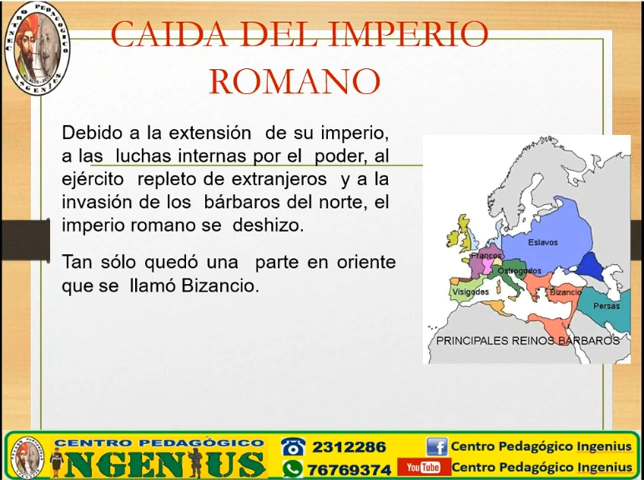 CAIDA DEL IMPERIO
ROMANO
Debido a la extensión de su imperio,
a las luchas internas por el poder, al
ejército repleto de extranjeros y a la
invasión de los bárbaros del norte, el
imperio romano se deshizo.
Tan sólo quedó una parte en oriente
que se llamó Bizancio.
Eslavos
Francos
Ostrogodos
Visigodos
Bizancio
Persas
PRINCIPALES REINOS BÁRBAROS
CENTRO PEDAGÓGICO
INGENIUS
2312286
76769374
Centro Pedagógico Ingenius
YouTube Centro Pedagógico Ingenius